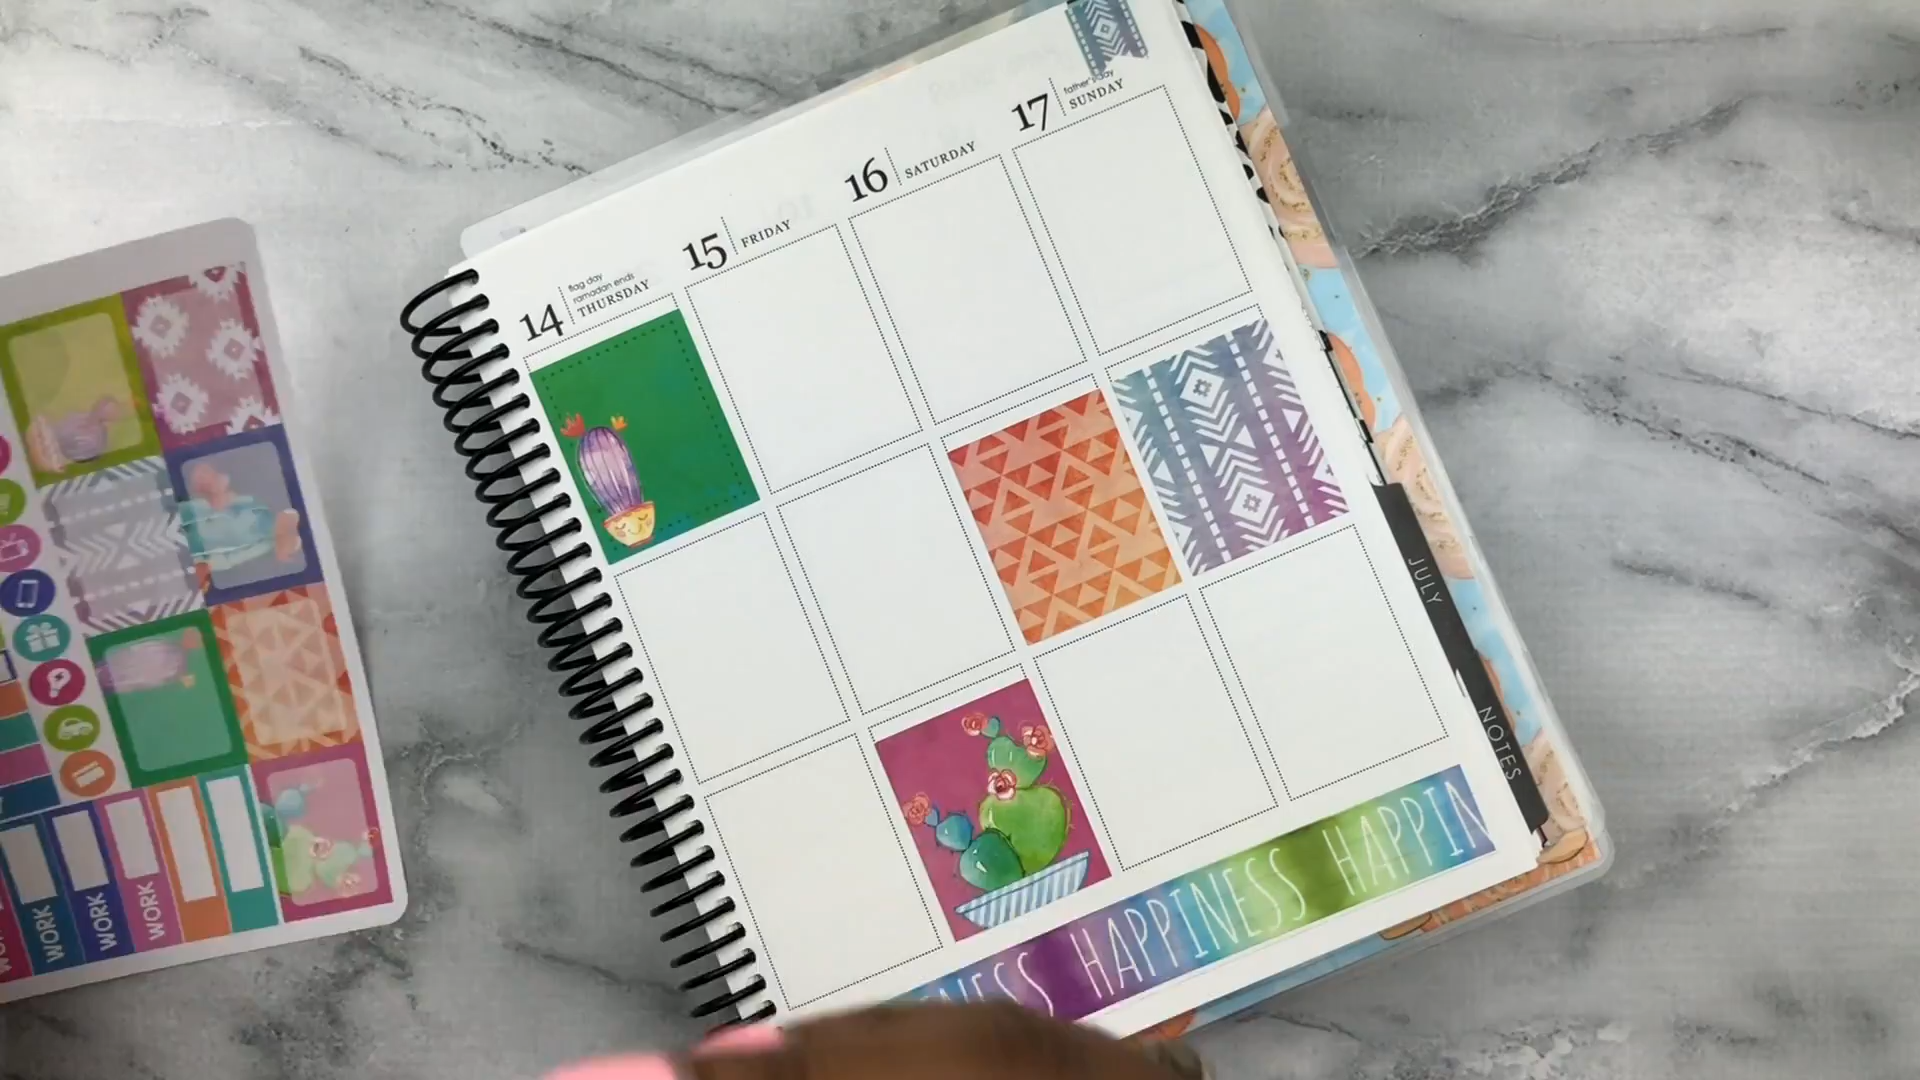 17
father's day
SUNDAY
16
SATURDAY
15
FRIDAY
14
flag day
ramadan ends
THURSDAY
JULY
NOTES
HAPPIN
HAPPINESS
NESS
WORK
WORK
WORK